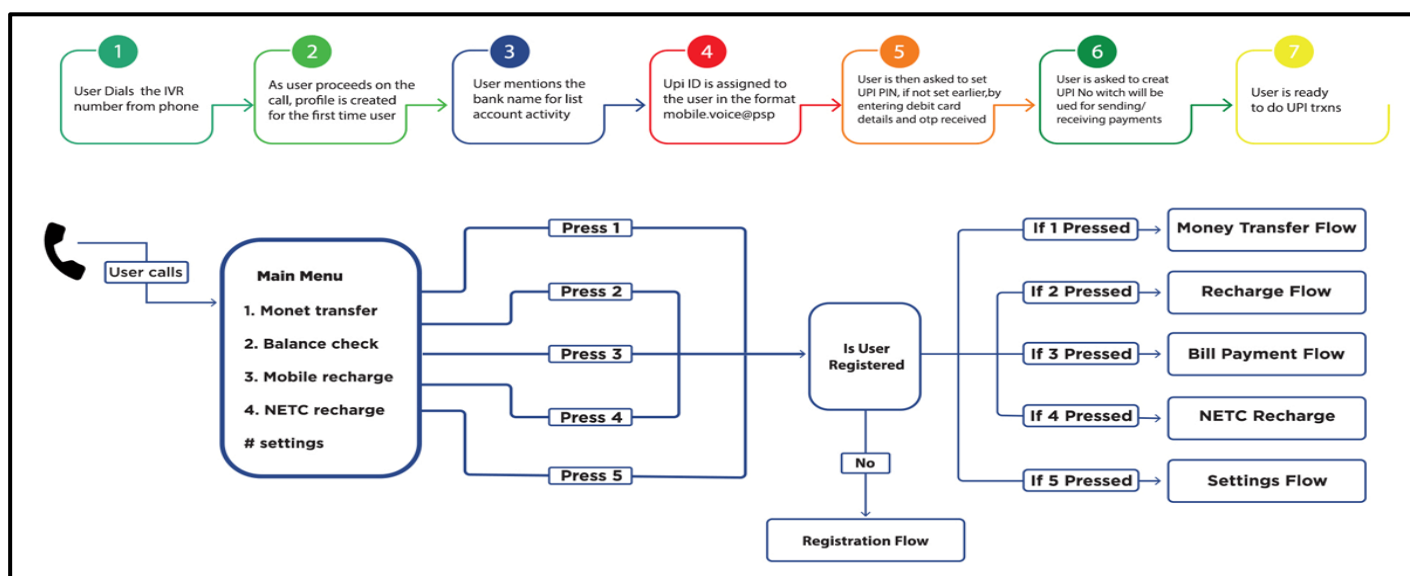 1
User Dials the IVR
number from phone
2
As user proceeds on the
call, profile is created
for the first time user
3
User mentions the
bank name for list
account activity
4
Upi ID is assigned to
the user in the format
mobile.voice@psp
5
User is then asked to set
UPI PIN, if not set earlier,by
entering debit card
details and otp received
6
User is asked to creat
UPI No witch will be
ued for sending/
receiving payments
7
User is ready
to do UPI trxns
User calls
Main Menu
1. Monet transfer
2. Balance check
3. Mobile recharge
4. NETC recharge
# settings
Press 1
Press 2
Press 3
Press 4
Press 5
Is User
Registered
No
Registration Flow
If 1 Pressed
Money Transfer Flow
If 2 Pressed
Recharge Flow
If 3 Pressed
Bill Payment Flow
If 4 Pressed
NETC Recharge
If 5 Pressed
Settings Flow